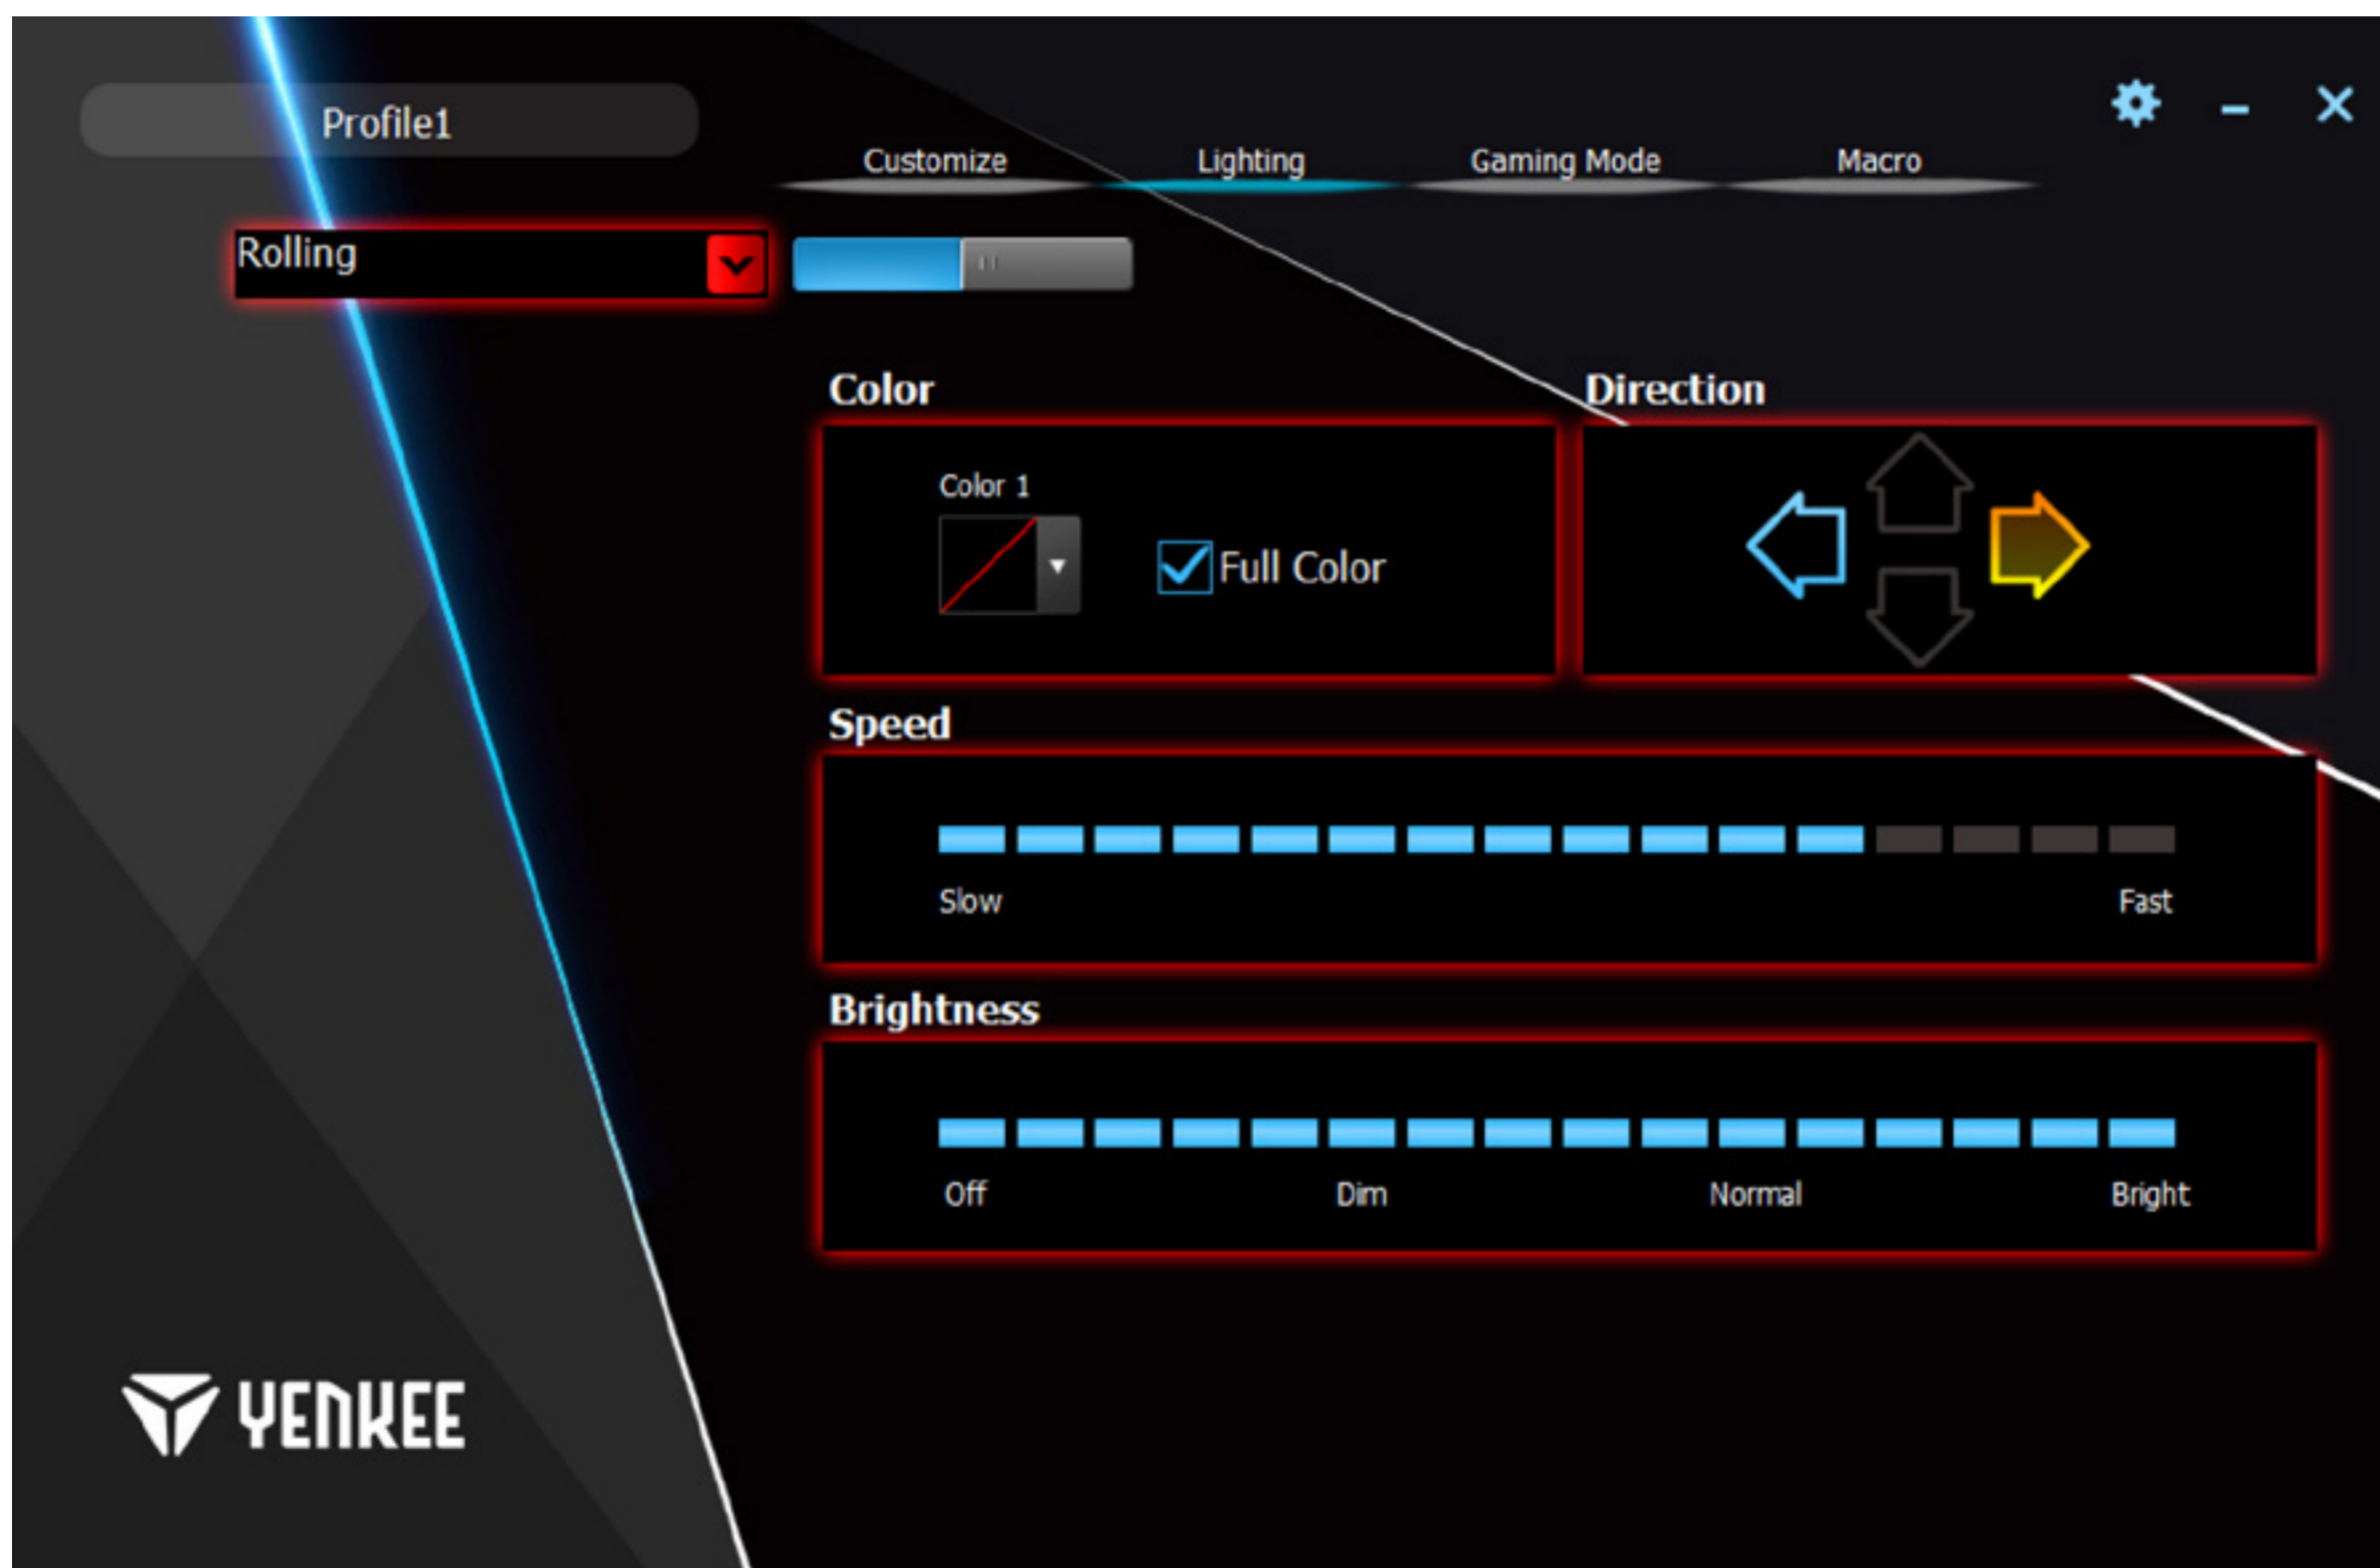 Profile1
Customize Lighting Gaming Mode Macro
Rolling
Color
Direction
Color 1
Full Color
Speed
Slow Fast
Brightness
Off Dim Normal Bright
YENKEE